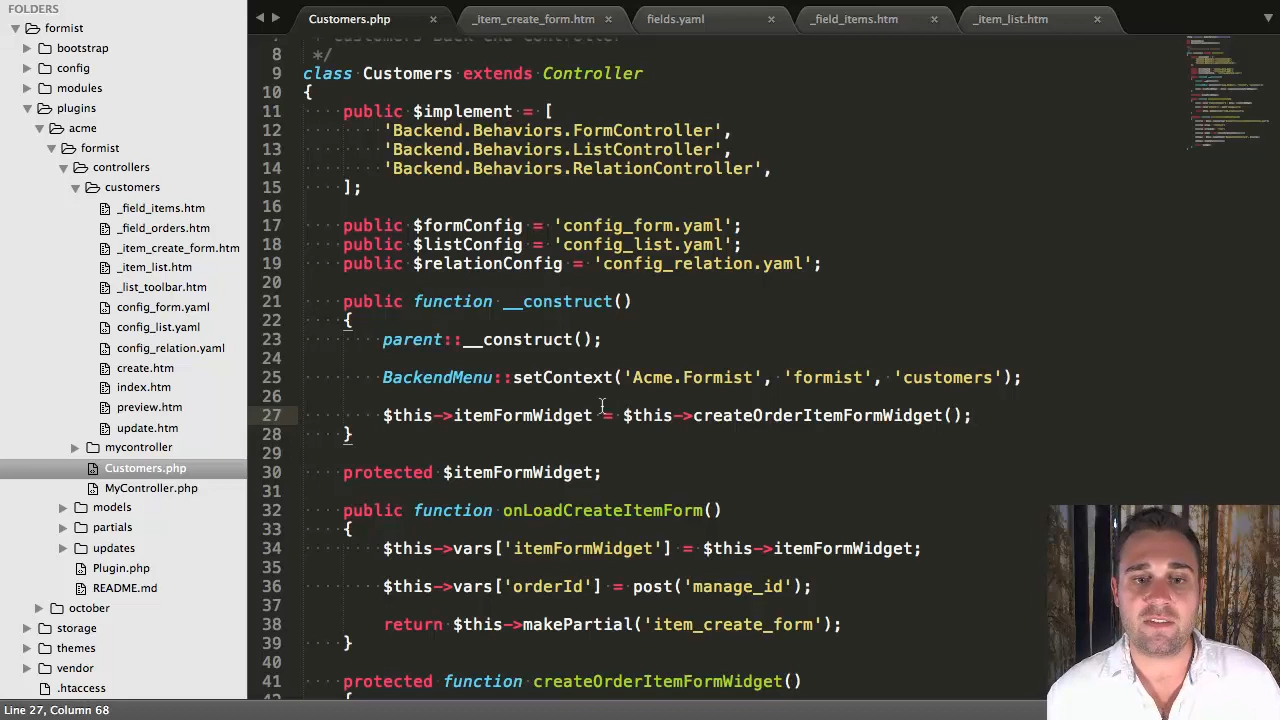 FOLDERS
formist
bootstrap
config
modules
plugins
acme
formist
controllers
customers
_field_items.htm
_field_orders.htm
_item_create_form.htm
_item_list.htm
_list_toolbar.htm
config_form.yaml
config_list.yaml
config_relation.yaml
create.htm
index.htm
preview.htm
update.htm
mycontroller
Customers.php
MyController.php
models
partials
updates
Plugin.php
README.md
october
storage
themes
vendor
.htaccess
Customers.php
_item_create_form.htm
fields.yaml
_field_items.htm
_item_list.htm
8 */
9 class Customers extends Controller
10 {
11 public $implement = [
12 'Backend.Behaviors.FormController',
13 'Backend.Behaviors.ListController',
14 'Backend.Behaviors.RelationController',
15 ];
16
17 public $formConfig = 'config_form.yaml';
18 public $listConfig = 'config_list.yaml';
19 public $relationConfig = 'config_relation.yaml';
20
21 public function __construct()
22 {
23 parent::__construct();
24
25 BackendMenu::setContext('Acme.Formist', 'formist', 'customers');
26
27 $this->itemFormWidget = $this->createOrderItemFormWidget();
28 }
29
30 protected $itemFormWidget;
31
32 public function onLoadCreateItemForm()
33 {
34 $this->vars['itemFormWidget'] = $this->itemFormWidget;
35
36 $this->vars['orderId'] = post('manage_id');
37
38 return $this->makePartial('item_create_form');
39 }
40
41 protected function createOrderItemFormWidget()
Line 27, Column 68